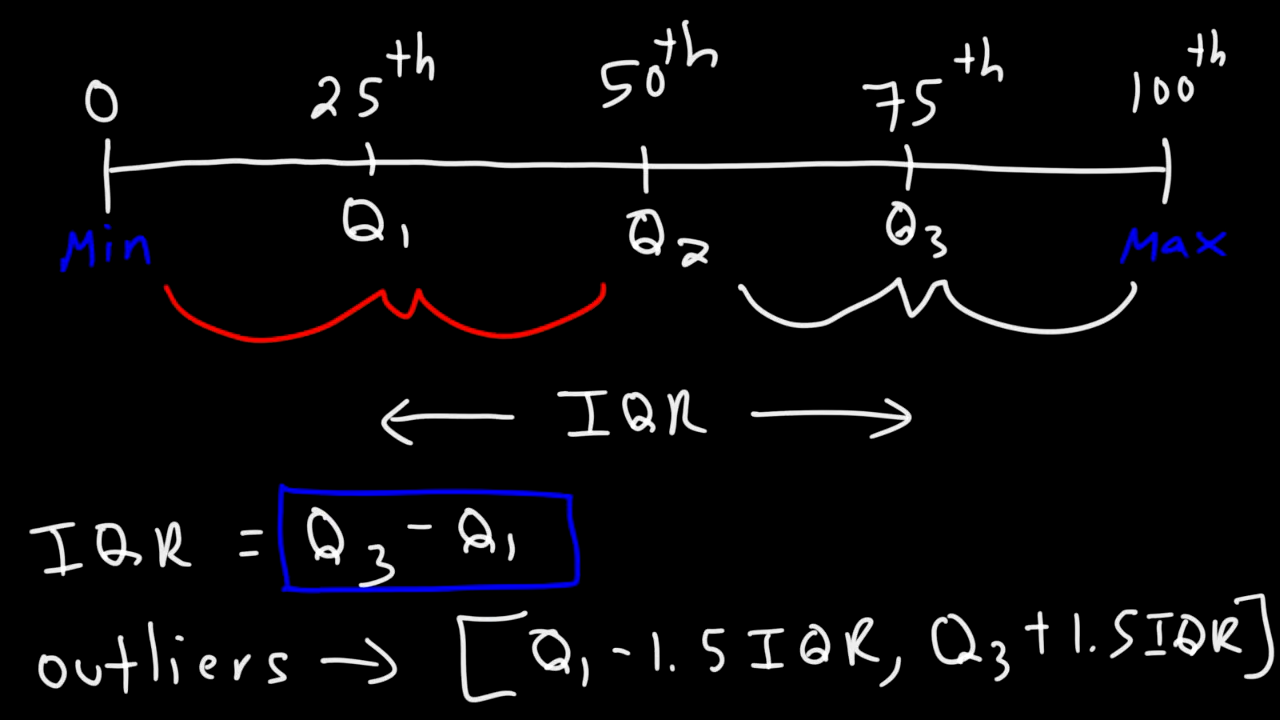 0 25th 50th 75th 100th
Min Q1 Q2 Q3 Max
← IQR →
IQR = Q3 - Q1
outliers → [Q1 - 1.5 IQR, Q3 + 1.5 IQR]